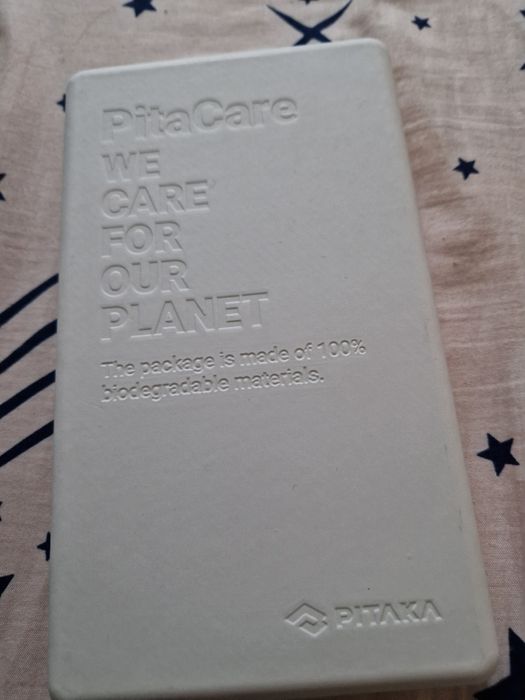 PitaCare
WE
CARE
FOR
OUR
PLANET
The package is made of 100%
biodegradable materials.
PITAKA